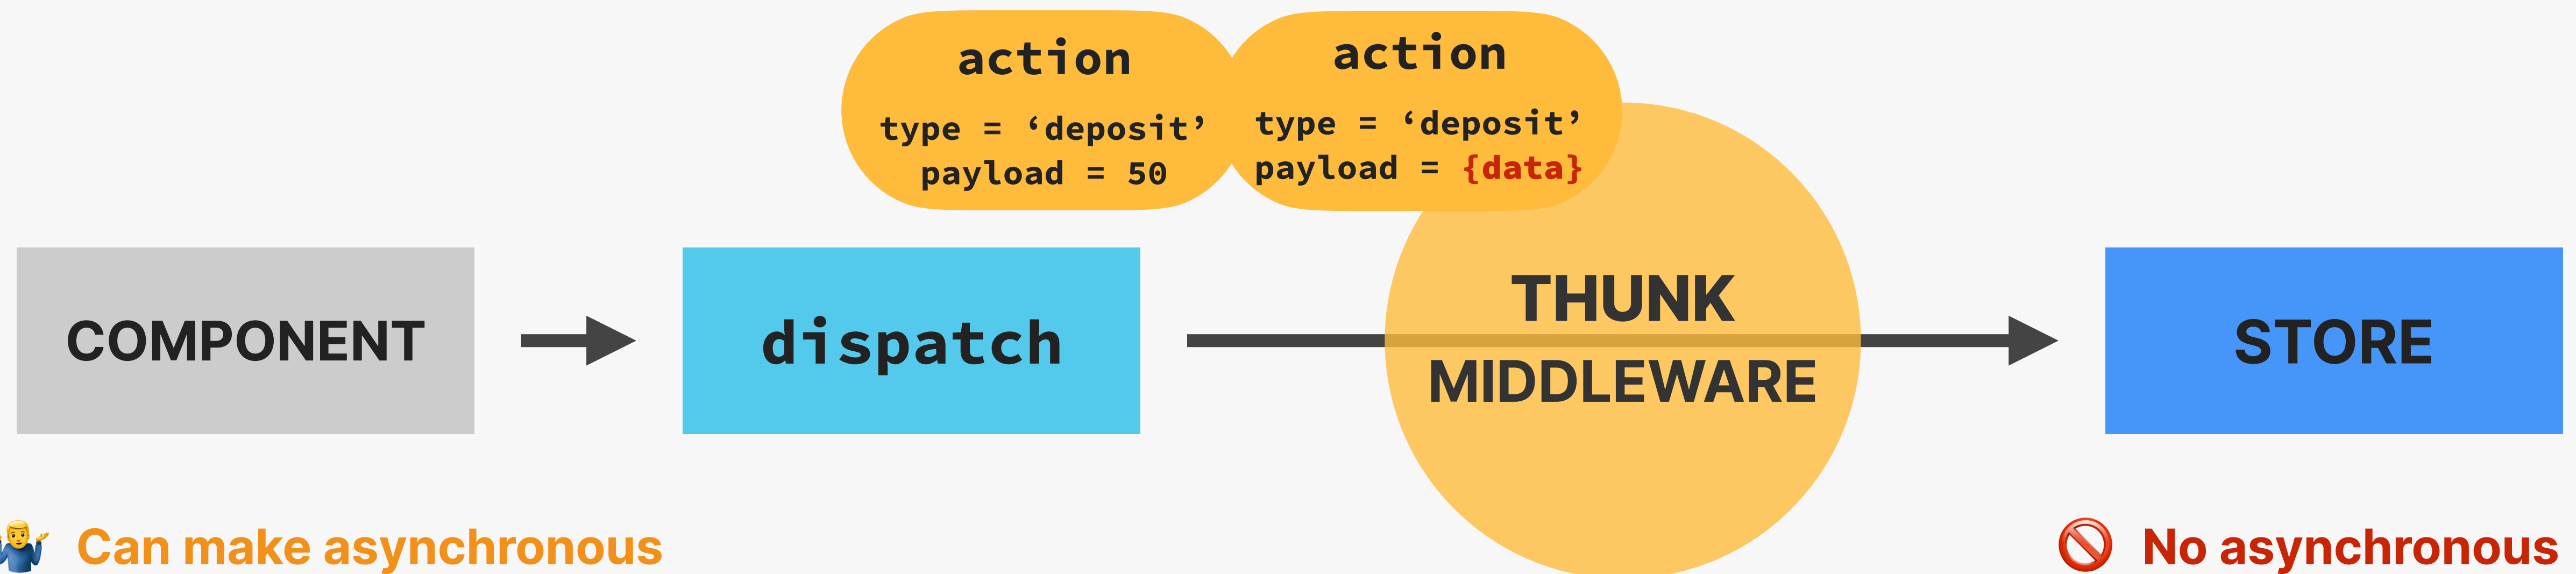 action
type = ‘deposit’
payload = 50
action
type = ‘deposit’
payload = {data}
COMPONENT
dispatch
THUNK
MIDDLEWARE
STORE
Can make asynchronous
No asynchronous